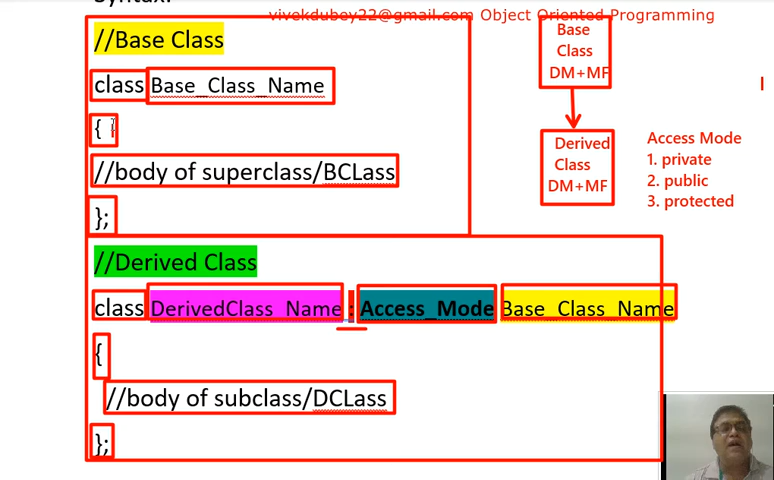 Syntax:
vivekdubey22@gmail.com Object Oriented Programming
//Base Class
class Base_Class_Name
{
//body of superclass/BCLass
};
Base
Class
DM+MF
Derived
Class
DM+MF
Access Mode
1. private
2. public
3. protected
//Derived Class
class DerivedClass_Name : Access_Mode Base_Class_Name
{
//body of subclass/DCLass
};